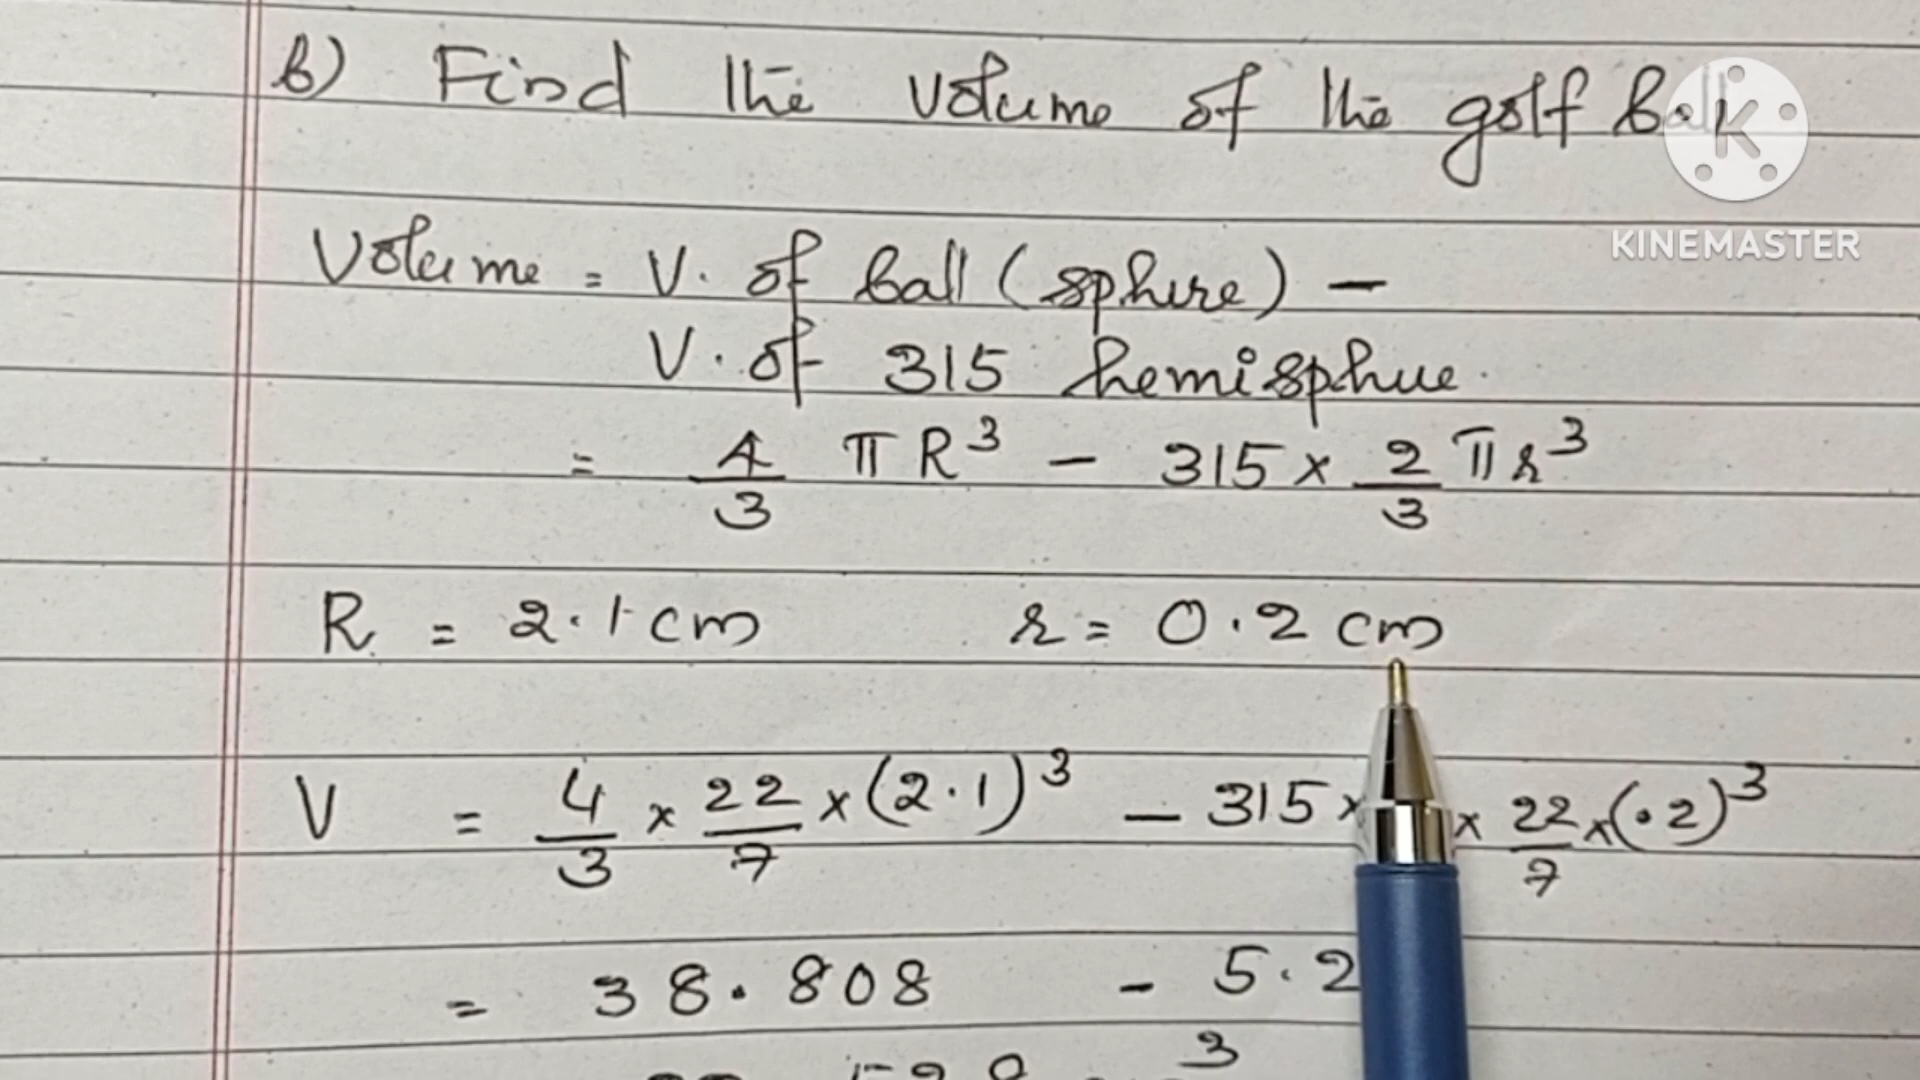 b) Find the volume of the golf ball
KINEMASTER
Volume = V. of ball (sphere) –
V. of 315 hemisphere.
= 4/3 π R³ – 315 × 2/3 π r³
R = 2.1 cm r = 0.2 cm
V = 4/3 × 22/7 × (2.1)³ – 315 × × 22/7 × (.2)³
= 38.808 – 5.2